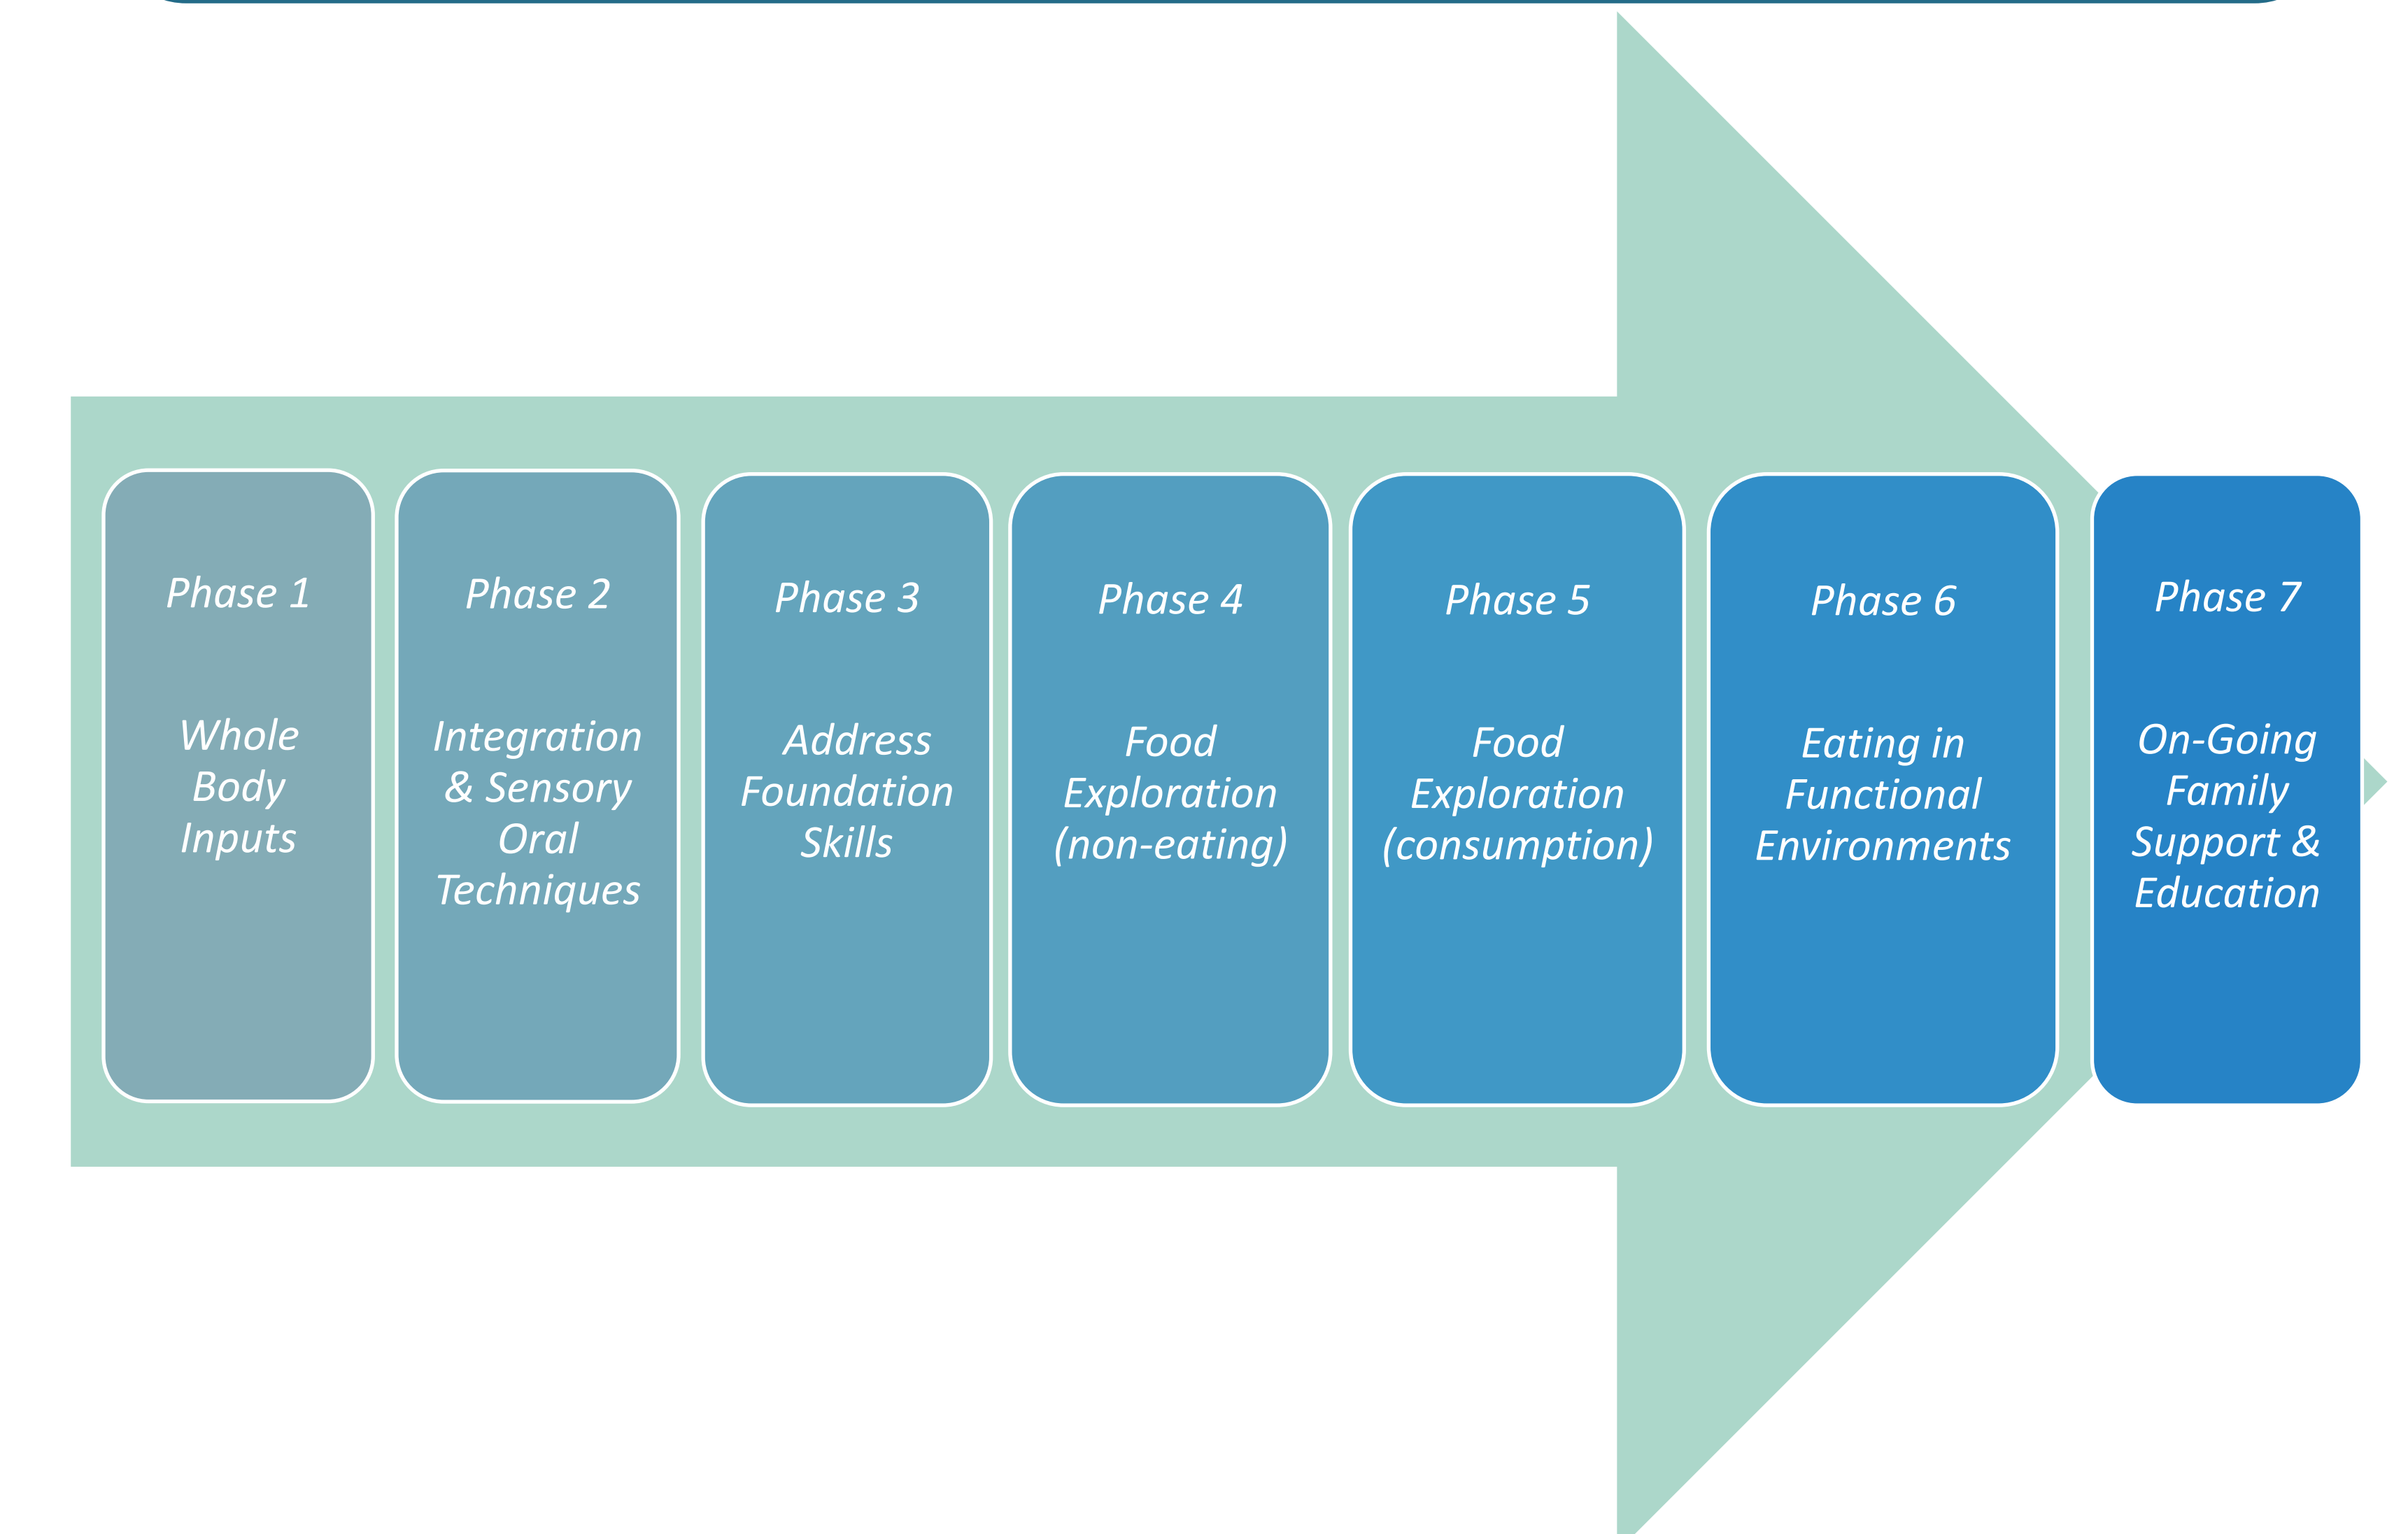 Phase 1
Whole
Body
Inputs
Phase 2
Integration
& Sensory
Oral
Techniques
Phase 3
Address
Foundation
Skills
Phase 4
Food
Exploration
(non-eating)
Phase 5
Food
Exploration
(consumption)
Phase 6
Eating in
Functional
Environments
Phase 7
On-Going
Family
Support &
Education